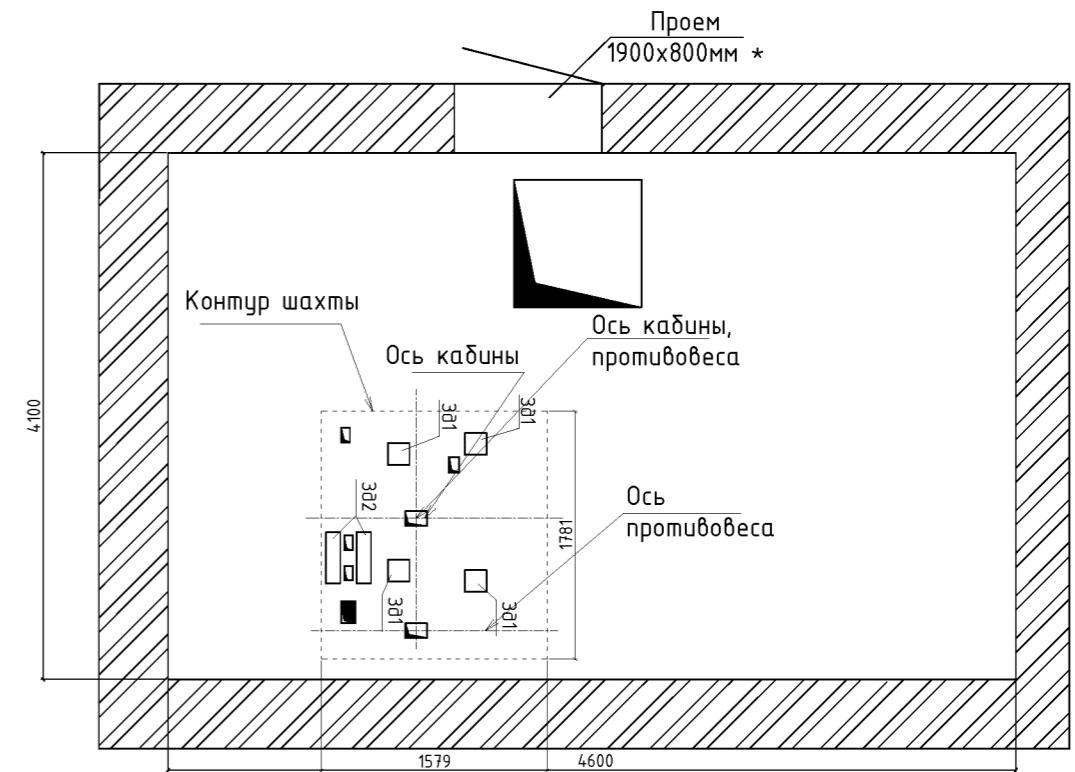 Проем
1900х800мм *
Контур шахты
Ось кабины,
противовеса
Ось кабины
4100
Зд1
Зд1
Зд2
Ось
противовеса
1781
Зд1
Зд1
1579
4600